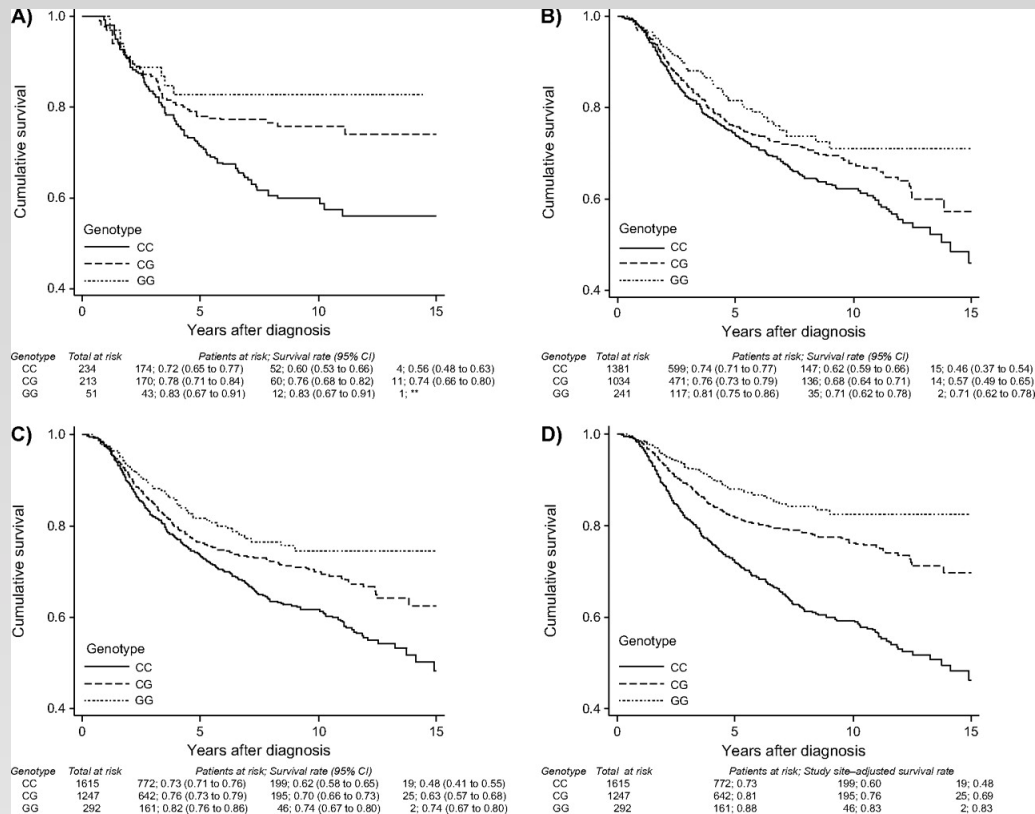 A)
Cumulative survival
1.0
0.8
0.6
0.4
Genotype
CC
CG
GG
0 5 10 15
Years after diagnosis
Genotype Total at risk Patients at risk; Survival rate (95% CI)
CC 234 174; 0.72 (0.65 to 0.77) 52; 0.60 (0.53 to 0.66) 4; 0.56 (0.48 to 0.63)
CG 213 170; 0.78 (0.71 to 0.84) 60; 0.76 (0.68 to 0.82) 11; 0.74 (0.66 to 0.80)
GG 51 43; 0.83 (0.67 to 0.91) 12; 0.83 (0.67 to 0.91) 1; **
B)
Cumulative survival
1.0
0.8
0.6
0.4
Genotype
CC
CG
GG
0 5 10 15
Years after diagnosis
Genotype Total at risk Patients at risk; Survival rate (95% CI)
CC 1381 599; 0.74 (0.71 to 0.77) 147; 0.62 (0.59 to 0.66) 15; 0.46 (0.37 to 0.54)
CG 1034 471; 0.76 (0.73 to 0.79) 136; 0.68 (0.64 to 0.71) 14; 0.57 (0.49 to 0.65)
GG 241 117; 0.81 (0.75 to 0.86) 35; 0.71 (0.62 to 0.78) 2; 0.71 (0.62 to 0.78)
C)
Cumulative survival
1.0
0.8
0.6
0.4
Genotype
CC
CG
GG
0 5 10 15
Years after diagnosis
Genotype Total at risk Patients at risk; Survival rate (95% CI)
CC 1615 772; 0.73 (0.71 to 0.76) 199; 0.62 (0.58 to 0.65) 19; 0.48 (0.41 to 0.55)
CG 1247 642; 0.76 (0.73 to 0.79) 195; 0.70 (0.66 to 0.73) 25; 0.63 (0.57 to 0.68)
GG 292 161; 0.82 (0.76 to 0.86) 46; 0.74 (0.67 to 0.80) 2; 0.74 (0.67 to 0.80)
D)
Cumulative survival
1.0
0.8
0.6
0.4
Genotype
CC
CG
GG
0 5 10 15
Years after diagnosis
Genotype Total at risk Patients at risk; Study site–adjusted survival rate
CC 1615 772; 0.73 199; 0.60 19; 0.48
CG 1247 642; 0.81 195; 0.76 25; 0.69
GG 292 161; 0.88 46; 0.83 2; 0.83